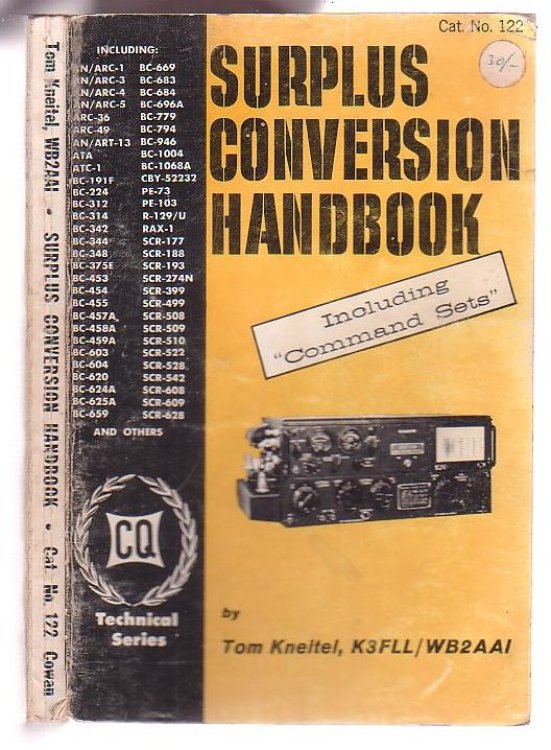 Tom Kneitel, WB2AAI • SURPLUS CONVERSION HANDBOOK • Cat. No. 122 Cowan
Cat. No. 122
30/-
INCLUDING:
AN/ARC-1 BC-669
AN/ARC-3 BC-683
AN/ARC-4 BC-684
AN/ARC-5 BC-696A
ARC-36 BC-779
ARC-49 BC-794
AN/ART-13 BC-946
ATA BC-1004
ATC-1 BC-1068A
BC-191F CBY-52232
BC-224 PE-73
BC-312 PE-103
BC-314 R-129/U
BC-342 RAX-1
BC-344 SCR-177
BC-348 SCR-188
BC-375E SCR-193
BC-453 SCR-274N
BC-454 SCR-399
BC-455 SCR-499
BC-457A SCR-508
BC-458A SCR-509
BC-459A SCR-510
BC-603 SCR-522
BC-604 SCR-528
BC-620 SCR-542
BC-624A SCR-608
BC-625A SCR-609
BC-659 SCR-628
AND OTHERS
CQ
Technical
Series
SURPLUS
CONVERSION
HANDBOOK
Including
"Command Sets"
by
Tom Kneitel, K3FLL/WB2AAI